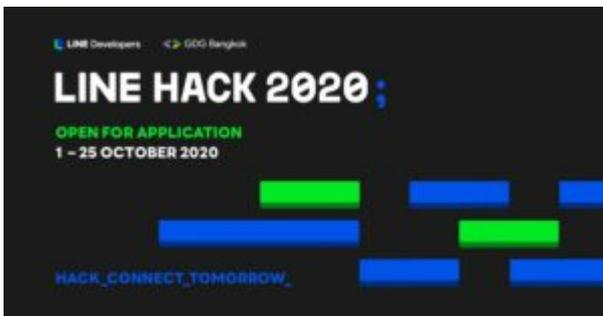 LINE Developers GDG Bangkok
LINE HACK 2020;
OPEN FOR APPLICATION
1 – 25 OCTOBER 2020
HACK_CONNECT_TOMORROW_